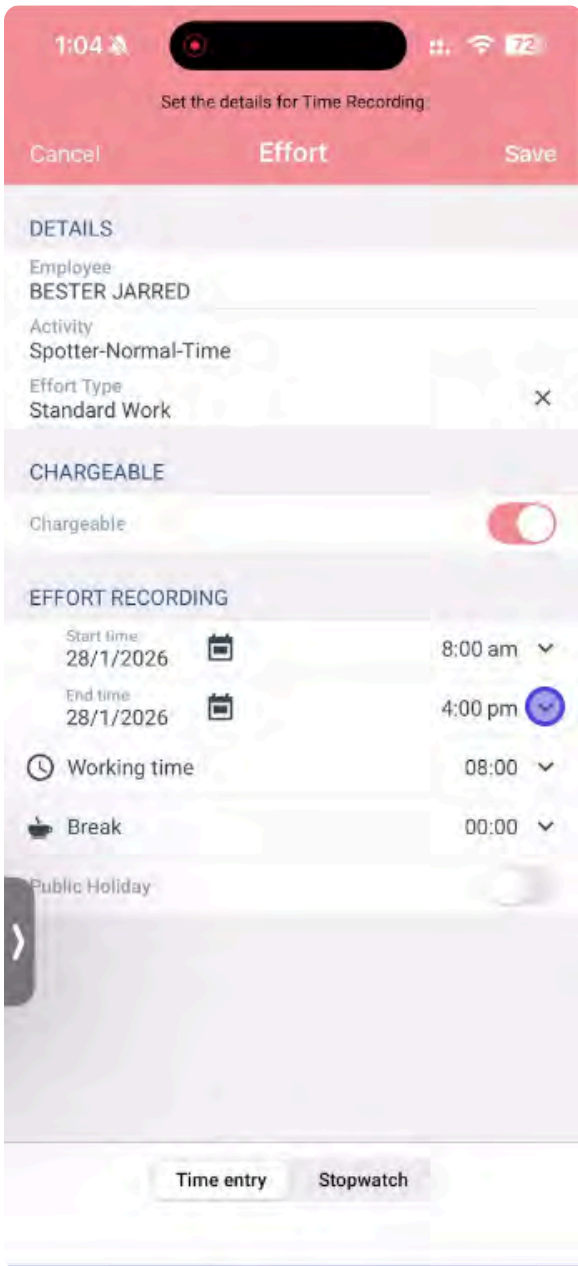 1:04
72
Set the details for Time Recording
Cancel
Effort
Save
DETAILS
Employee
BESTER JARRED
Activity
Spotter-Normal-Time
Effort Type
Standard Work
CHARGEABLE
Chargeable
EFFORT RECORDING
Start time
28/1/2026
8:00 am
End time
28/1/2026
4:00 pm
Working time
08:00
Break
00:00
Public Holiday
Time entry
Stopwatch